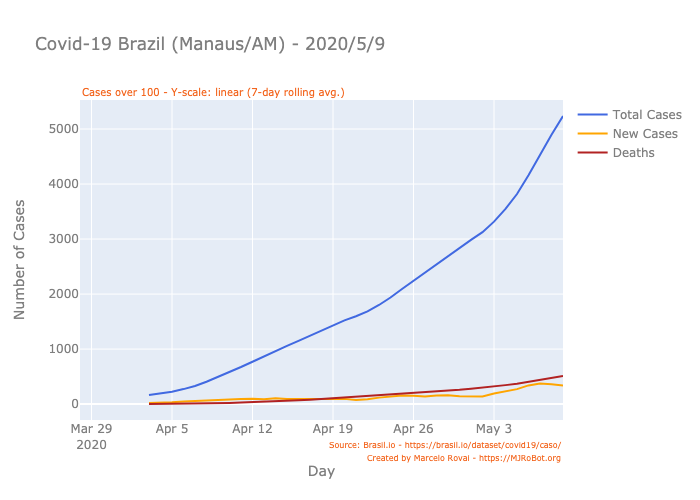 Covid-19 Brazil (Manaus/AM) - 2020/5/9
Cases over 100 - Y-scale: linear (7-day rolling avg.)
Total Cases
New Cases
Deaths
Number of Cases
5000
4000
3000
2000
1000
0
Mar 29
2020
Apr 5
Apr 12
Apr 19
Apr 26
May 3
Source: Brasil.io - https://brasil.io/dataset/covid19/caso/
Created by Marcelo Rovai - https://MJRoBot.org
Day